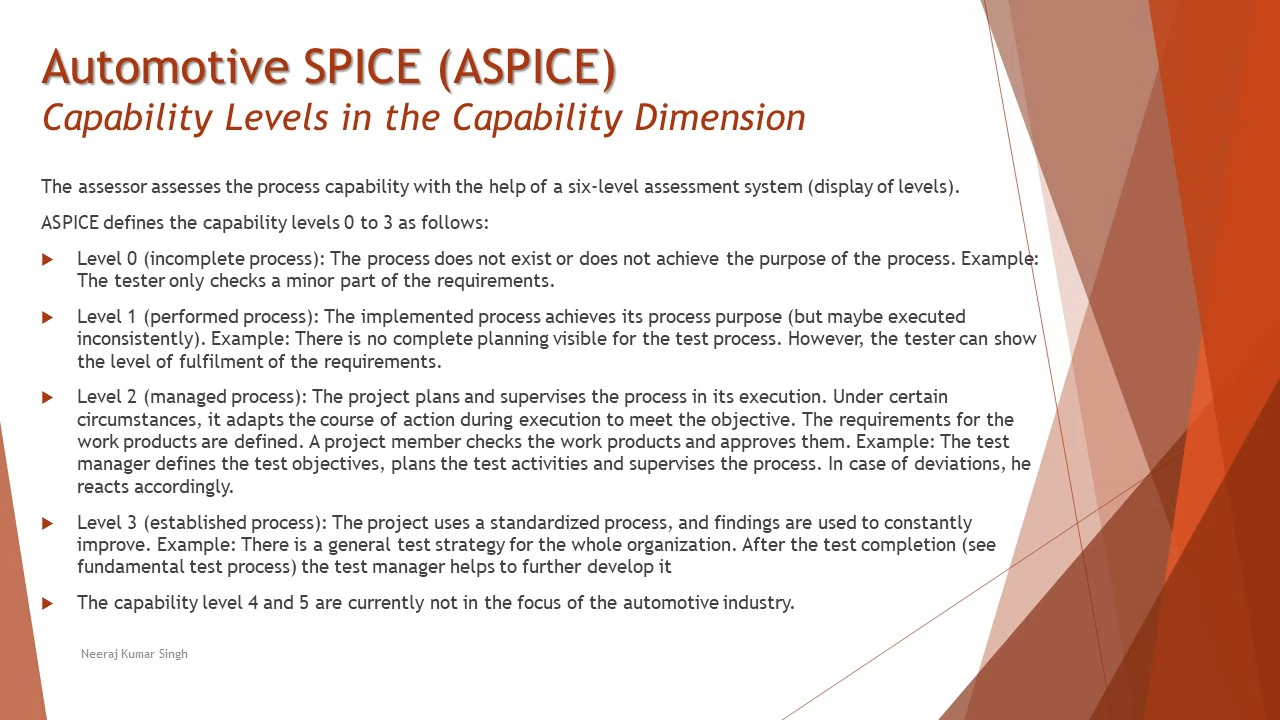 Automotive SPICE (ASPICE)
Capability Levels in the Capability Dimension
The assessor assesses the process capability with the help of a six-level assessment system (display of levels).
ASPICE defines the capability levels 0 to 3 as follows:
Level 0 (incomplete process): The process does not exist or does not achieve the purpose of the process. Example:
The tester only checks a minor part of the requirements.
Level 1 (performed process): The implemented process achieves its process purpose (but maybe executed
inconsistently). Example: There is no complete planning visible for the test process. However, the tester can show
the level of fulfilment of the requirements.
Level 2 (managed process): The project plans and supervises the process in its execution. Under certain
circumstances, it adapts the course of action during execution to meet the objective. The requirements for the
work products are defined. A project member checks the work products and approves them. Example: The test
manager defines the test objectives, plans the test activities and supervises the process. In case of deviations, he
reacts accordingly.
Level 3 (established process): The project uses a standardized process, and findings are used to constantly
improve. Example: There is a general test strategy for the whole organization. After the test completion (see
fundamental test process) the test manager helps to further develop it
The capability level 4 and 5 are currently not in the focus of the automotive industry.
Neeraj Kumar Singh